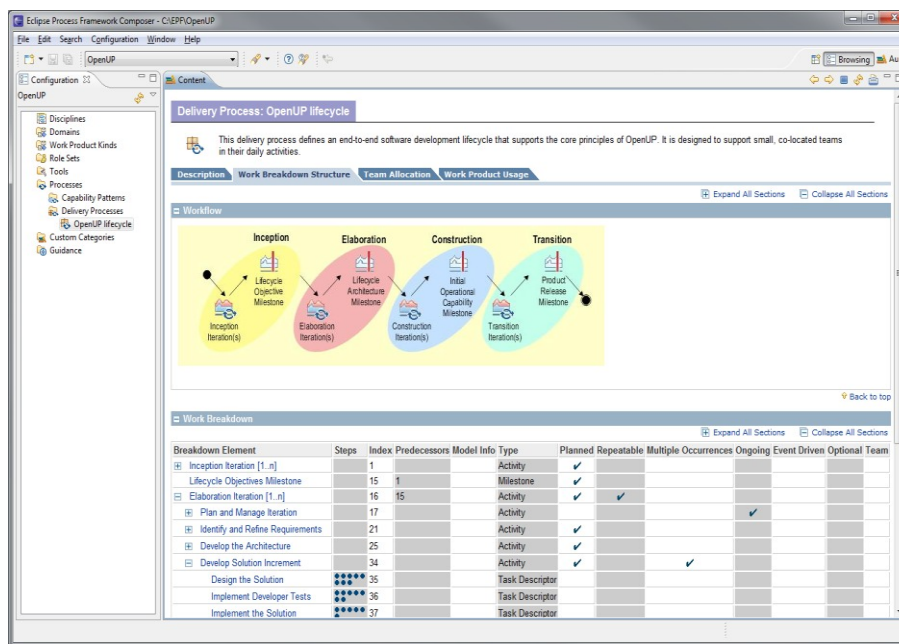 Eclipse Process Framework Composer - C:\EPF\OpenUP
File Edit Search Configuration Window Help
OpenUP
Browsing Au
Configuration
OpenUP
Disciplines
Domains
Work Product Kinds
Role Sets
Tools
Processes
Capability Patterns
Delivery Processes
OpenUP lifecycle
Custom Categories
Guidance
Content
Delivery Process: OpenUP lifecycle
This delivery process defines an end-to-end software development lifecycle that supports the core principles of OpenUP. It is designed to support small, co-located teams
in their daily activities.
Description Work Breakdown Structure Team Allocation Work Product Usage
Expand All Sections Collapse All Sections
Workflow
Inception Elaboration Construction Transition
Lifecycle Objective Milestone
Lifecycle Architecture Milestone
Initial Operational Capability Milestone
Product Release Milestone
Inception Iteration(s)
Elaboration Iteration(s)
Construction Iteration(s)
Transition Iteration(s)
Back to top
Work Breakdown
Expand All Sections Collapse All Sections
Breakdown Element Steps Index Predecessors Model Info Type Planned Repeatable Multiple Occurrences Ongoing Event Driven Optional Team
Inception Iteration [1..n] 1 Activity
Lifecycle Objectives Milestone 15 1 Milestone
Elaboration Iteration [1..n] 16 15 Activity
Plan and Manage Iteration 17 Activity
Identify and Refine Requirements 21 Activity
Develop the Architecture 25 Activity
Develop Solution Increment 34 Activity
Design the Solution 35 Task Descriptor
Implement Developer Tests 36 Task Descriptor
Implement the Solution 37 Task Descriptor